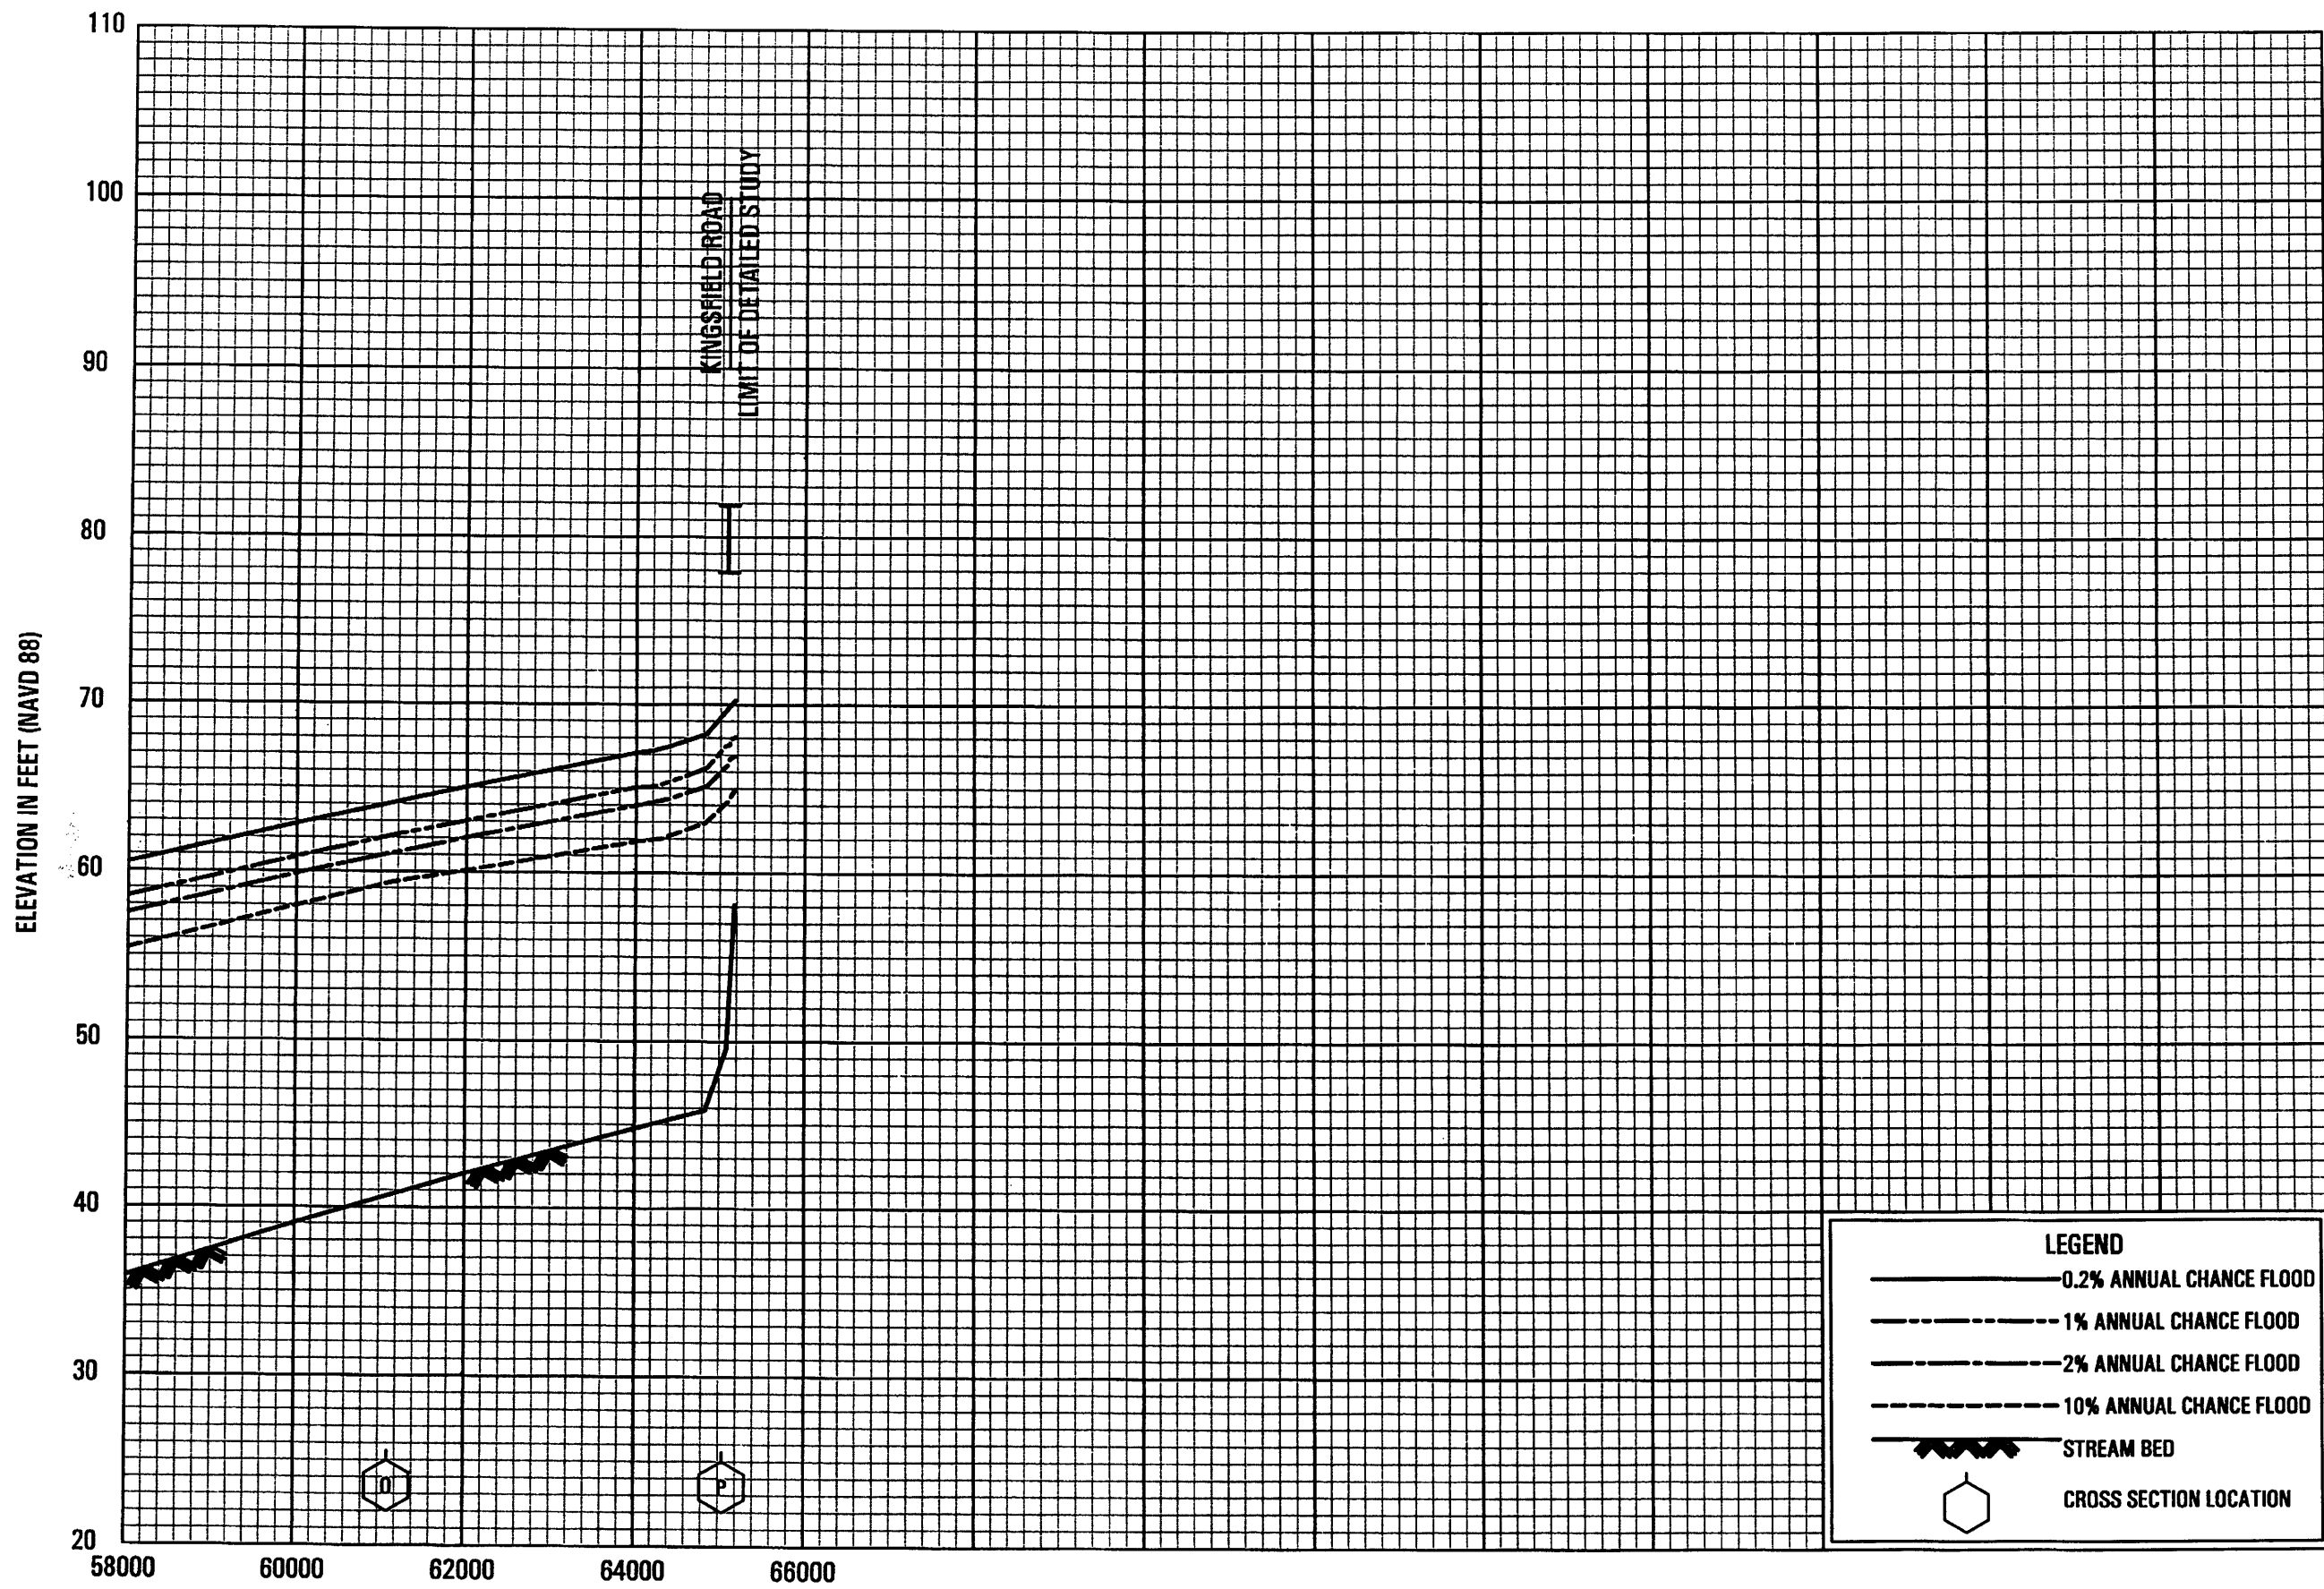 110
100
90
80
70
60
50
40
30
20
ELEVATION IN FEET (NAVD 88)
KINGSFIELD ROAD
LIMIT OF DETAILED STUDY
O
P
58000
60000
62000
64000
66000
LEGEND
0.2% ANNUAL CHANCE FLOOD
1% ANNUAL CHANCE FLOOD
2% ANNUAL CHANCE FLOOD
10% ANNUAL CHANCE FLOOD
STREAM BED
CROSS SECTION LOCATION